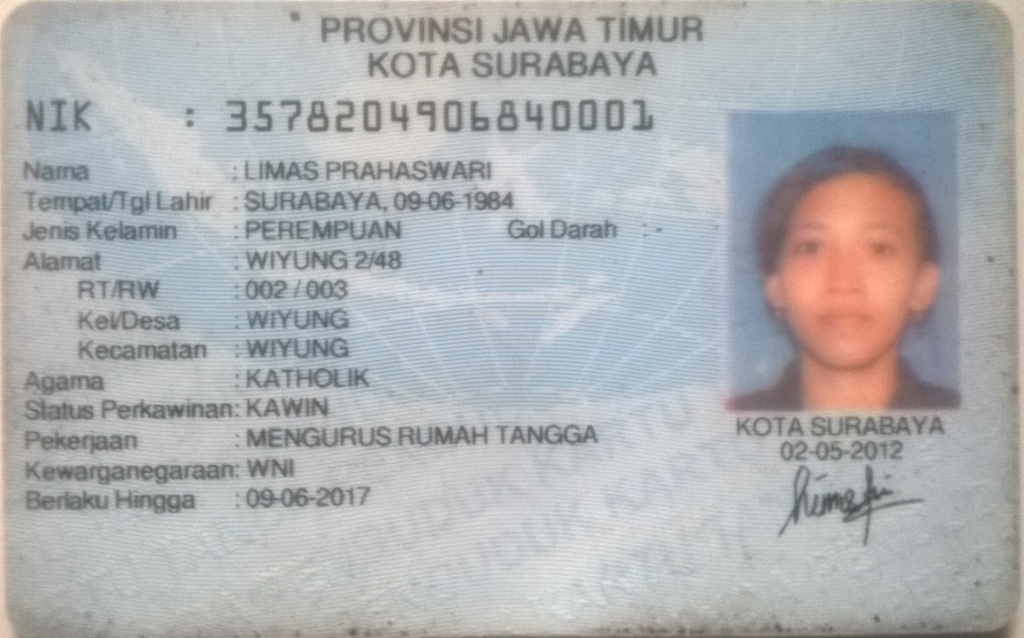 PROVINSI JAWA TIMUR
KOTA SURABAYA
NIK : 3578204906840001
Nama : LIMAS PRAHASWARI
Tempat/Tgl Lahir : SURABAYA, 09-06-1984
Jenis Kelamin : PEREMPUAN Gol Darah : -
Alamat : WIYUNG 2/48
RT/RW : 002 / 003
Kel/Desa : WIYUNG
Kecamatan : WIYUNG
Agama : KATHOLIK
Status Perkawinan: KAWIN
Pekerjaan : MENGURUS RUMAH TANGGA
Kewarganegaraan: WNI
Berlaku Hingga : 09-06-2017
KOTA SURABAYA
02-05-2012